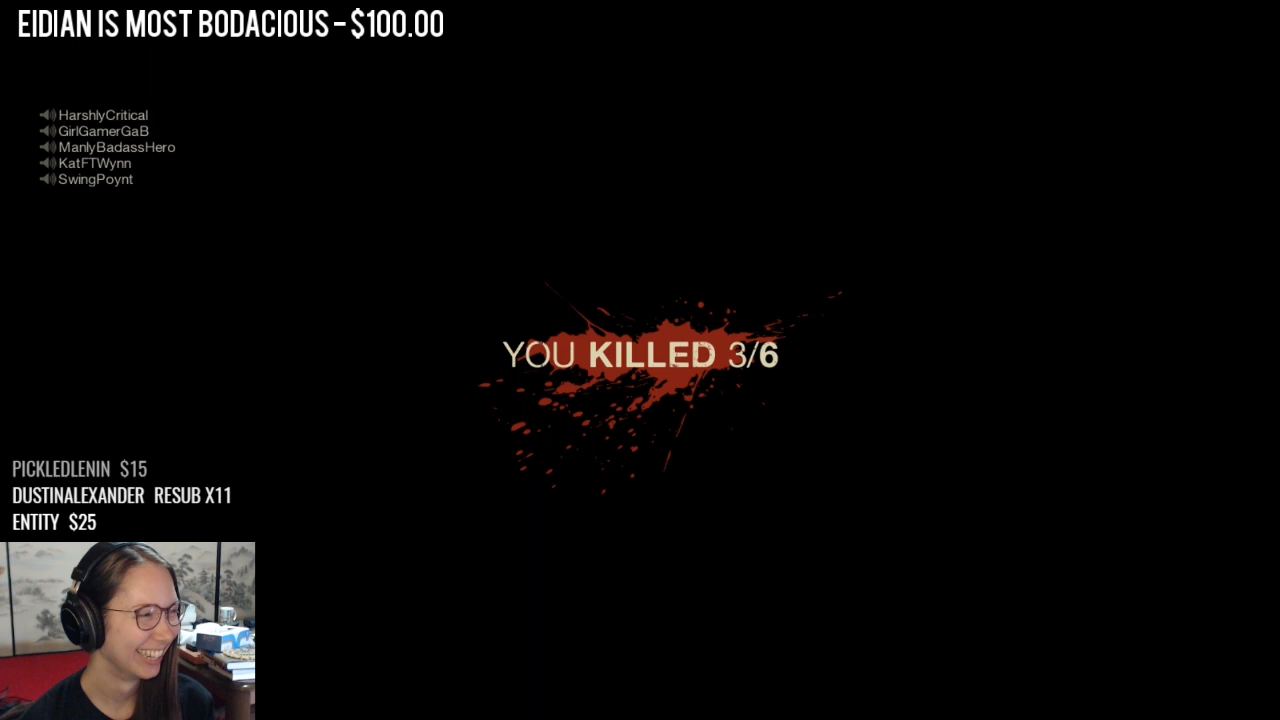 EIDIAN IS MOST BODACIOUS - $100.00
HarshlyCritical
GirlGamerGaB
ManlyBadassHero
KatFTWynn
SwingPoynt
YOU KILLED 3/6
PICKLEDLENIN $15
DUSTINALEXANDER RESUB X11
ENTITY $25